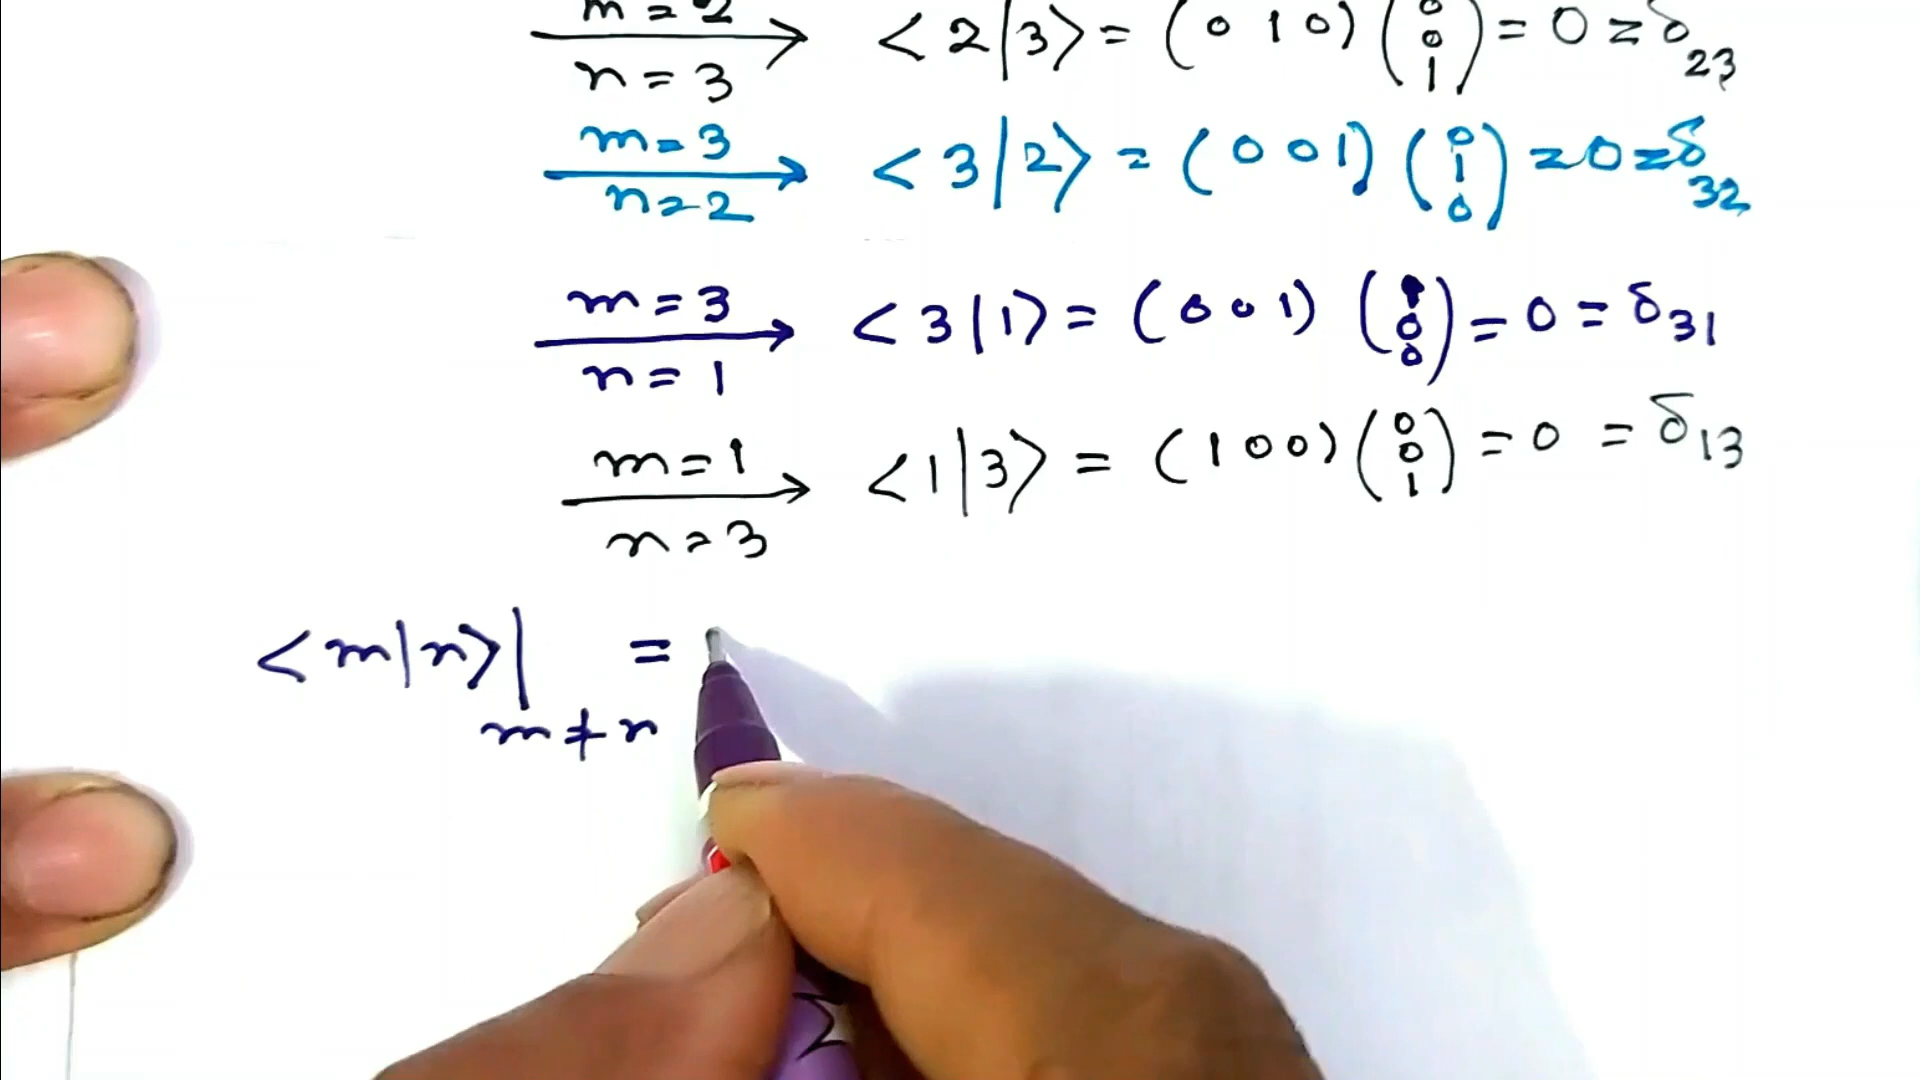 m = 2
n = 3
<2|3> = (0 1 0) (0 0 1) = 0 = δ23
m = 3
n = 2
<3|2> = (0 0 1) (0 1 0) = 0 = δ32
m = 3
n = 1
<3|1> = (0 0 1) (1 0 0) = 0 = δ31
m = 1
n = 3
<1|3> = (1 0 0) (0 0 1) = 0 = δ13
<m|n>| m ≠ n =